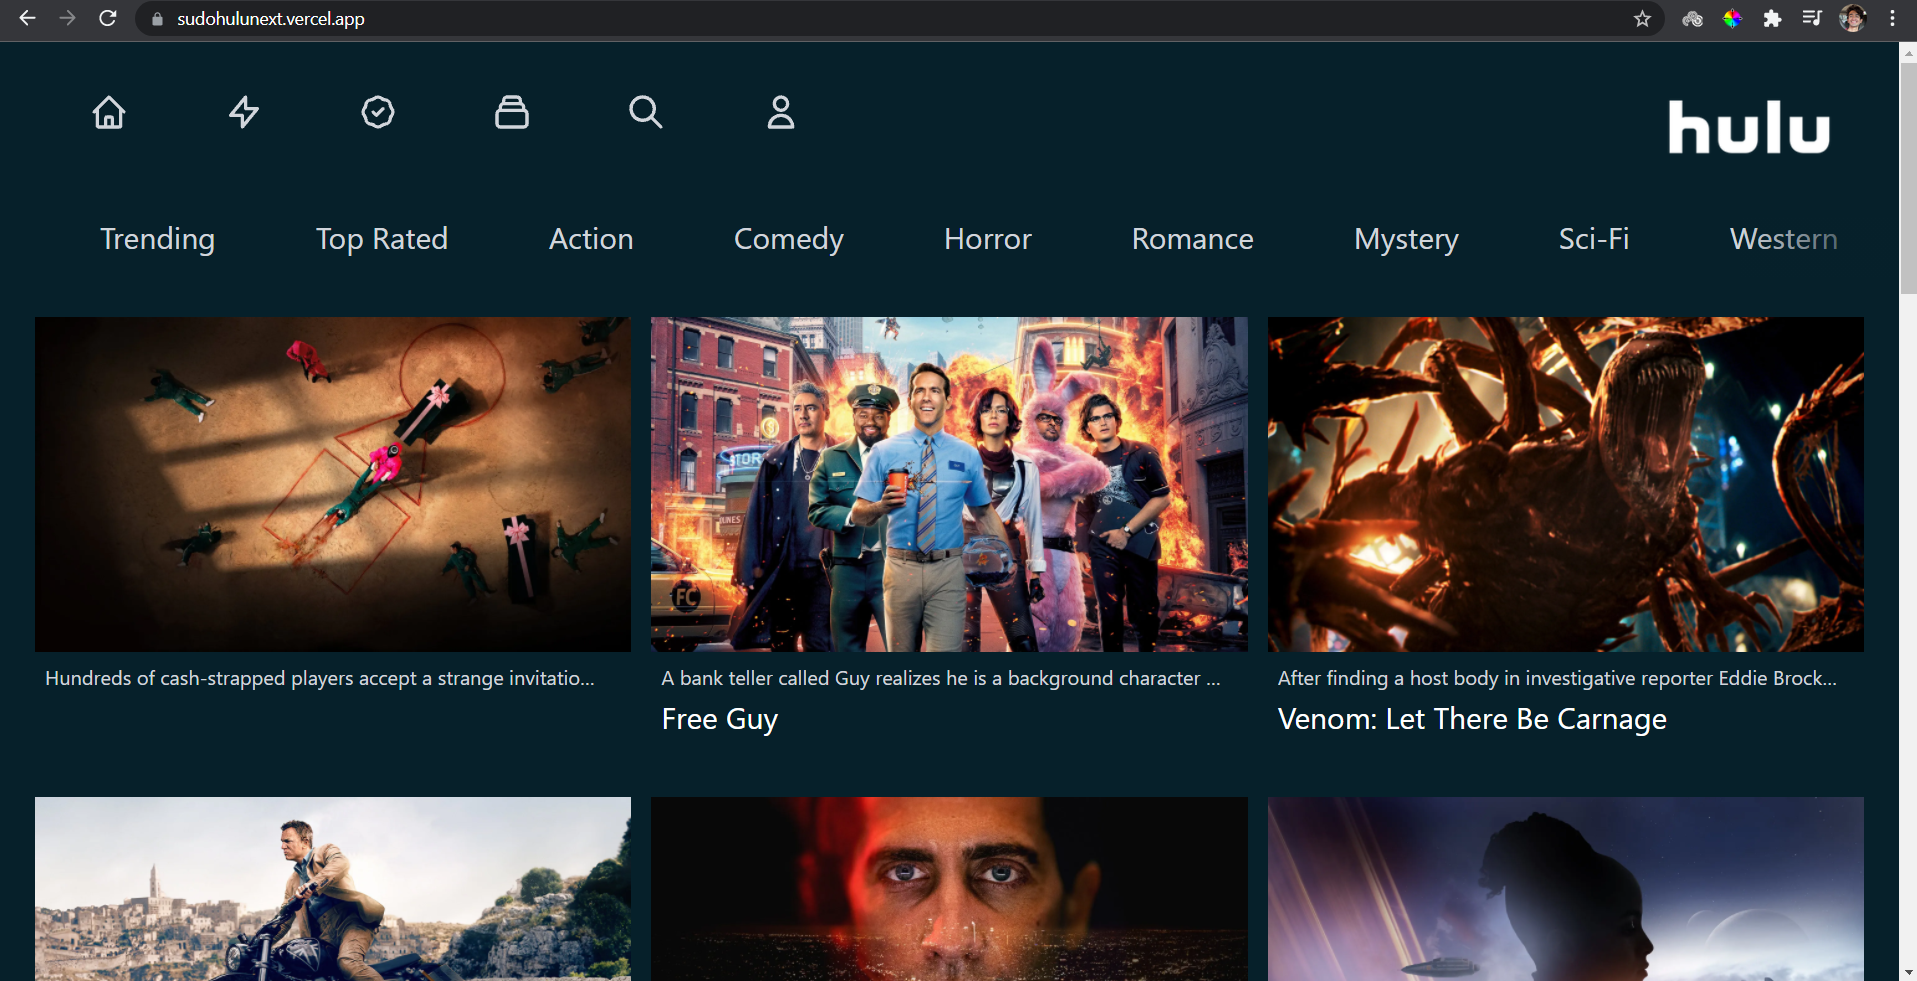 sudohulunext.vercel.app
hulu
Trending Top Rated Action Comedy Horror Romance Mystery Sci-Fi Western
STOR
FC
Hundreds of cash-strapped players accept a strange invitatio...
A bank teller called Guy realizes he is a background character ...
Free Guy
After finding a host body in investigative reporter Eddie Brock...
Venom: Let There Be Carnage